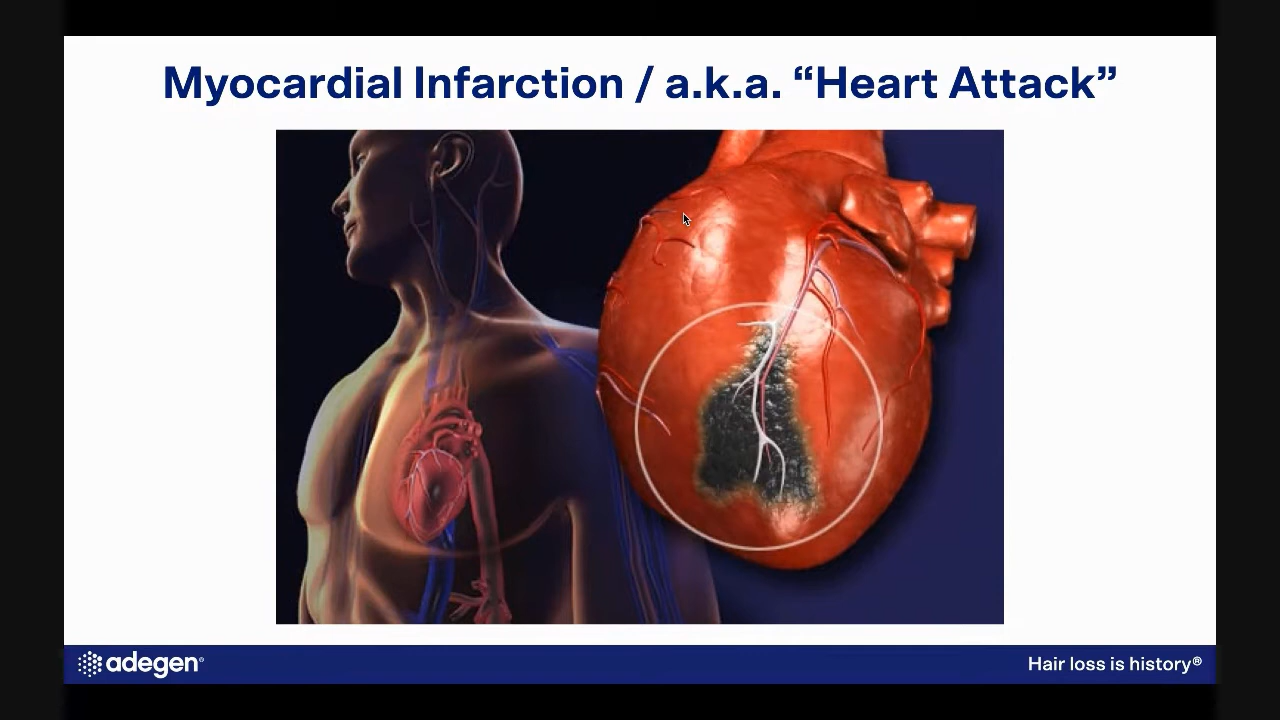 Myocardial Infarction / a.k.a. “Heart Attack”
adegen®
Hair loss is history®